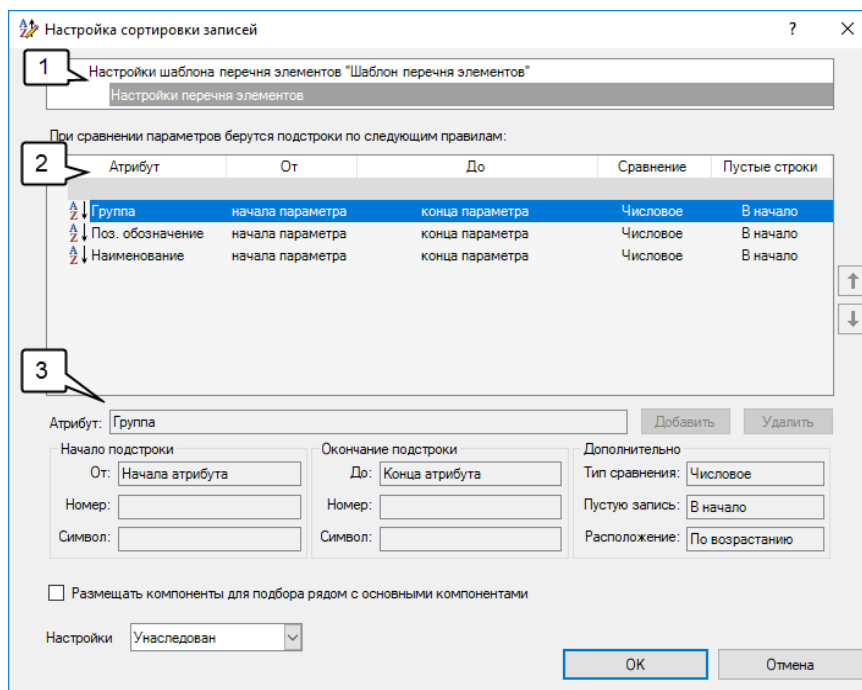 Настройка сортировки записей ?
1
Настройки шаблона перечня элементов "Шаблон перечня элементов"
Настройки перечня элементов
При сравнении параметров берутся подстроки по следующим правилам:
2
Атрибут От До Сравнение Пустые строки
Группа начала параметра конца параметра Числовое В начало
Поз. обозначение начала параметра конца параметра Числовое В начало
Наименование начала параметра конца параметра Числовое В начало
3
Атрибут: Группа Добавить Удалить
Начало подстроки Окончание подстроки Дополнительно
От: Начала атрибута До: Конца атрибута Тип сравнения: Числовое
Номер: Номер: Пустую запись: В начало
Символ: Символ: Расположение: По возрастанию
Размещать компоненты для подбора рядом с основными компонентами
Настройки Унаследован
OK Отмена